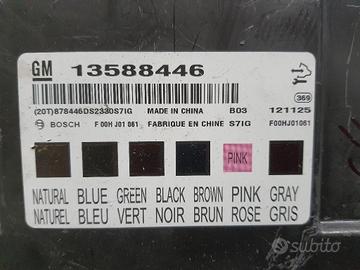 GM 13588446
(20T)878446DS2330S7IG MADE IN CHINA B03 121125
369
BOSCH F 00H J01 061 FABRIQUE EN CHINE S7IG F00HJ01061
PINK
NATURAL BLUE GREEN BLACK BROWN PINK GRAY
NATUREL BLEU VERT NOIR BRUN ROSE GRIS
subito